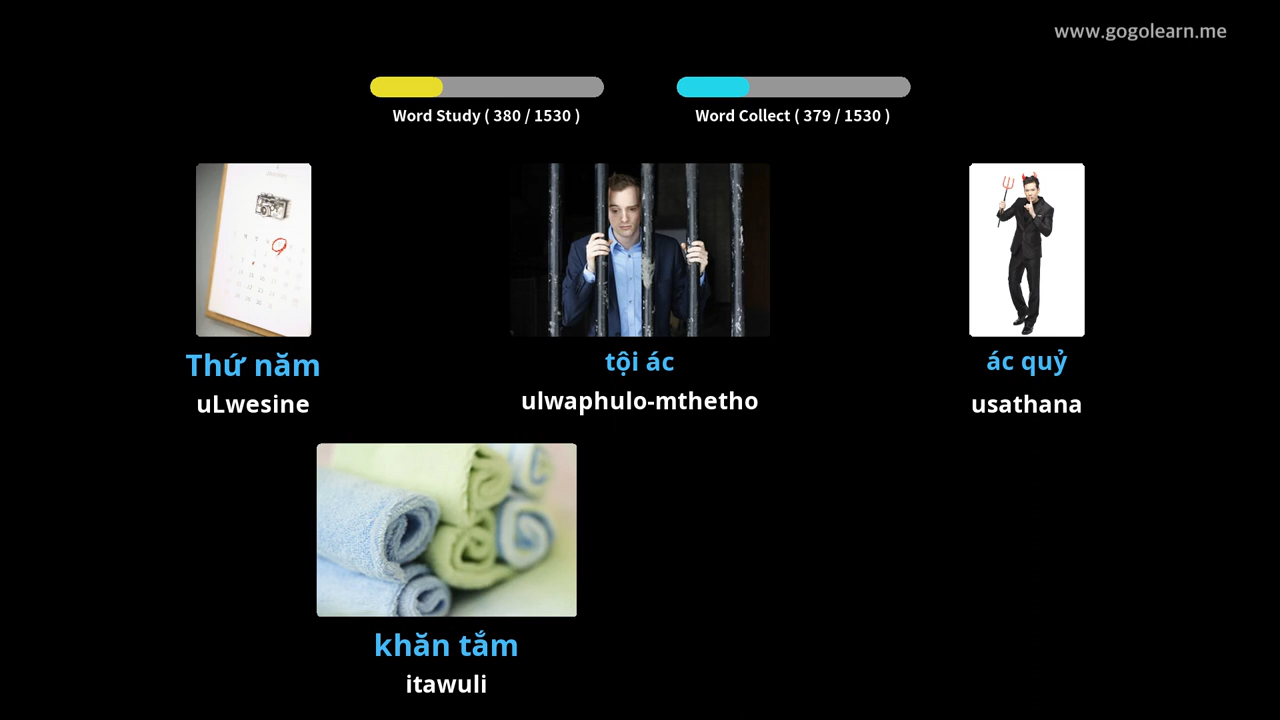 www.gogolearn.me
Word Study ( 380 / 1530 )
Word Collect ( 379 / 1530 )
Thứ năm
uLwesine
tội ác
ulwaphulo-mthetho
ác quỷ
usathana
khăn tắm
itawuli